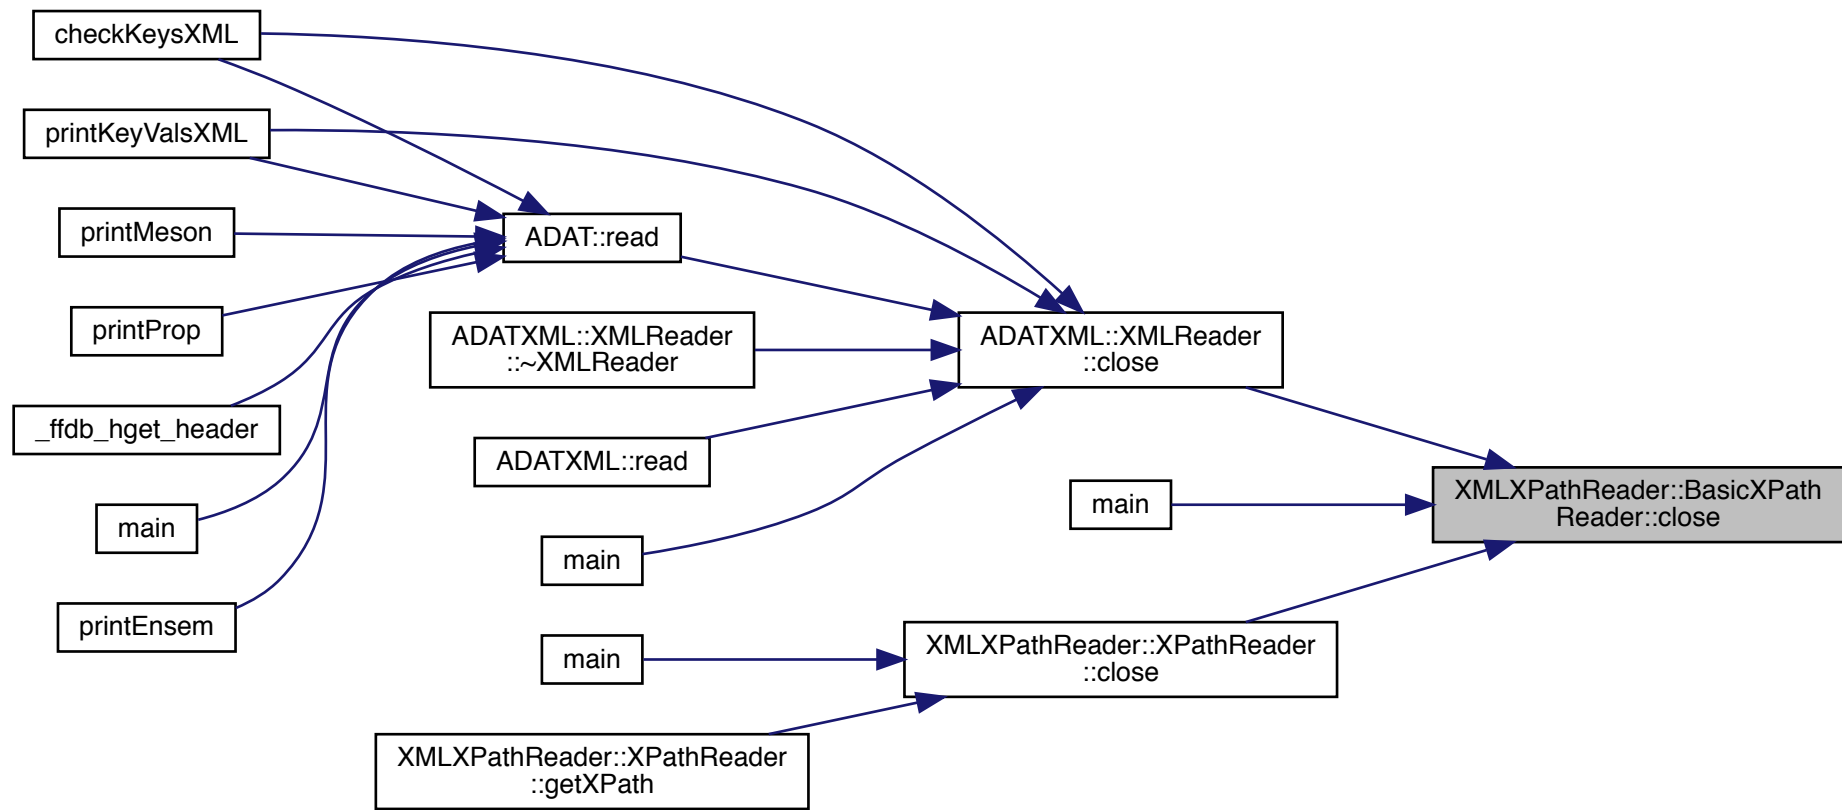 checkKeysXML
printKeyValsXML
printMeson
ADAT::read
printProp
ADATXML::XMLReader
::~XMLReader
ADATXML::XMLReader
::close
_ffdb_hget_header
ADATXML::read
main
XMLXPathReader::BasicXPath
Reader::close
main
main
printEnsem
main
XMLXPathReader::XPathReader
::close
XMLXPathReader::XPathReader
::getXPath